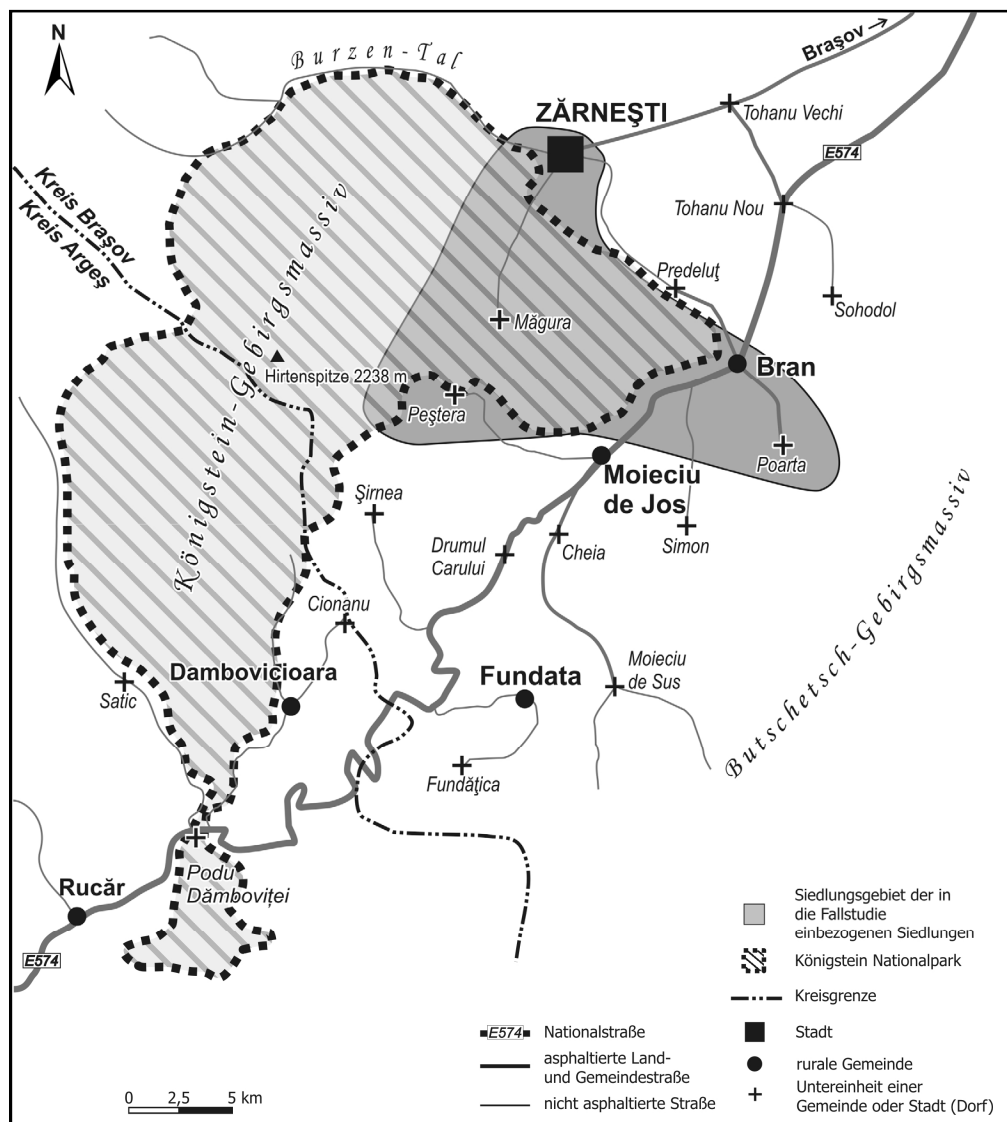 N
Burzen-Tal
Braşov →
ZĂRNEŞTI
Tohanu Vechi
E574
Kreis Braşov
Kreis Argeş
Tohanu Nou
Predeluţ
Sohodol
Königstein-Gebirgsmassiv
Măgura
Hirtenspitze 2238 m
Bran
Peştera
Poarta
Moieciu
de Jos
Şirnea
Drumul
Carului
Cheia
Simon
Butschetsch-Gebirgsmassiv
Cionanu
Dambovicioara
Fundata
Moieciu
de Sus
Satic
Fundăţica
Podu
Dămboviţei
Rucăr
E574
Siedlungsgebiet der in
die Fallstudie
einbezogenen Siedlungen
Königstein Nationalpark
Kreisgrenze
E574 Nationalstraße
Stadt
asphaltierte Land-
und Gemeindestraße
rurale Gemeinde
nicht asphaltierte Straße
Untereinheit einer
Gemeinde oder Stadt (Dorf)
0 2,5 5 km